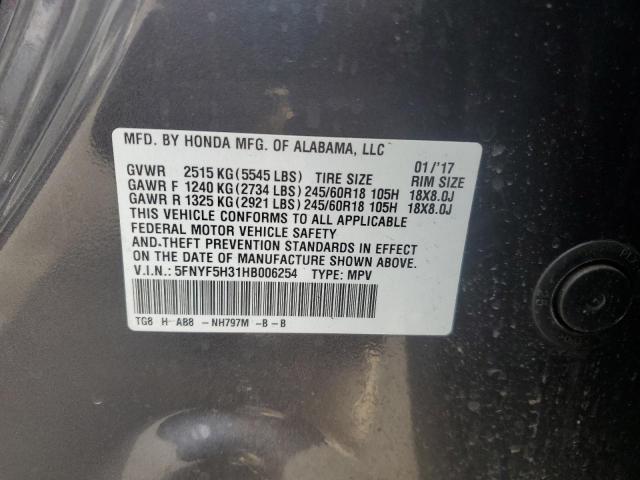 MFD. BY HONDA MFG. OF ALABAMA, LLC 01/'17
GVWR 2515 KG (5545 LBS) TIRE SIZE RIM SIZE
GAWR F 1240 KG (2734 LBS) 245/60R18 105H 18X8.0J
GAWR R 1325 KG (2921 LBS) 245/60R18 105H 18X8.0J
THIS VEHICLE CONFORMS TO ALL APPLICABLE
FEDERAL MOTOR VEHICLE SAFETY
AND-THEFT PREVENTION STANDARDS IN EFFECT
ON THE DATE OF MANUFACTURE SHOWN ABOVE.
V.I.N.: 5FNYF5H31HB006254 TYPE: MPV
TG8 H AB8 -NH797M -B -B